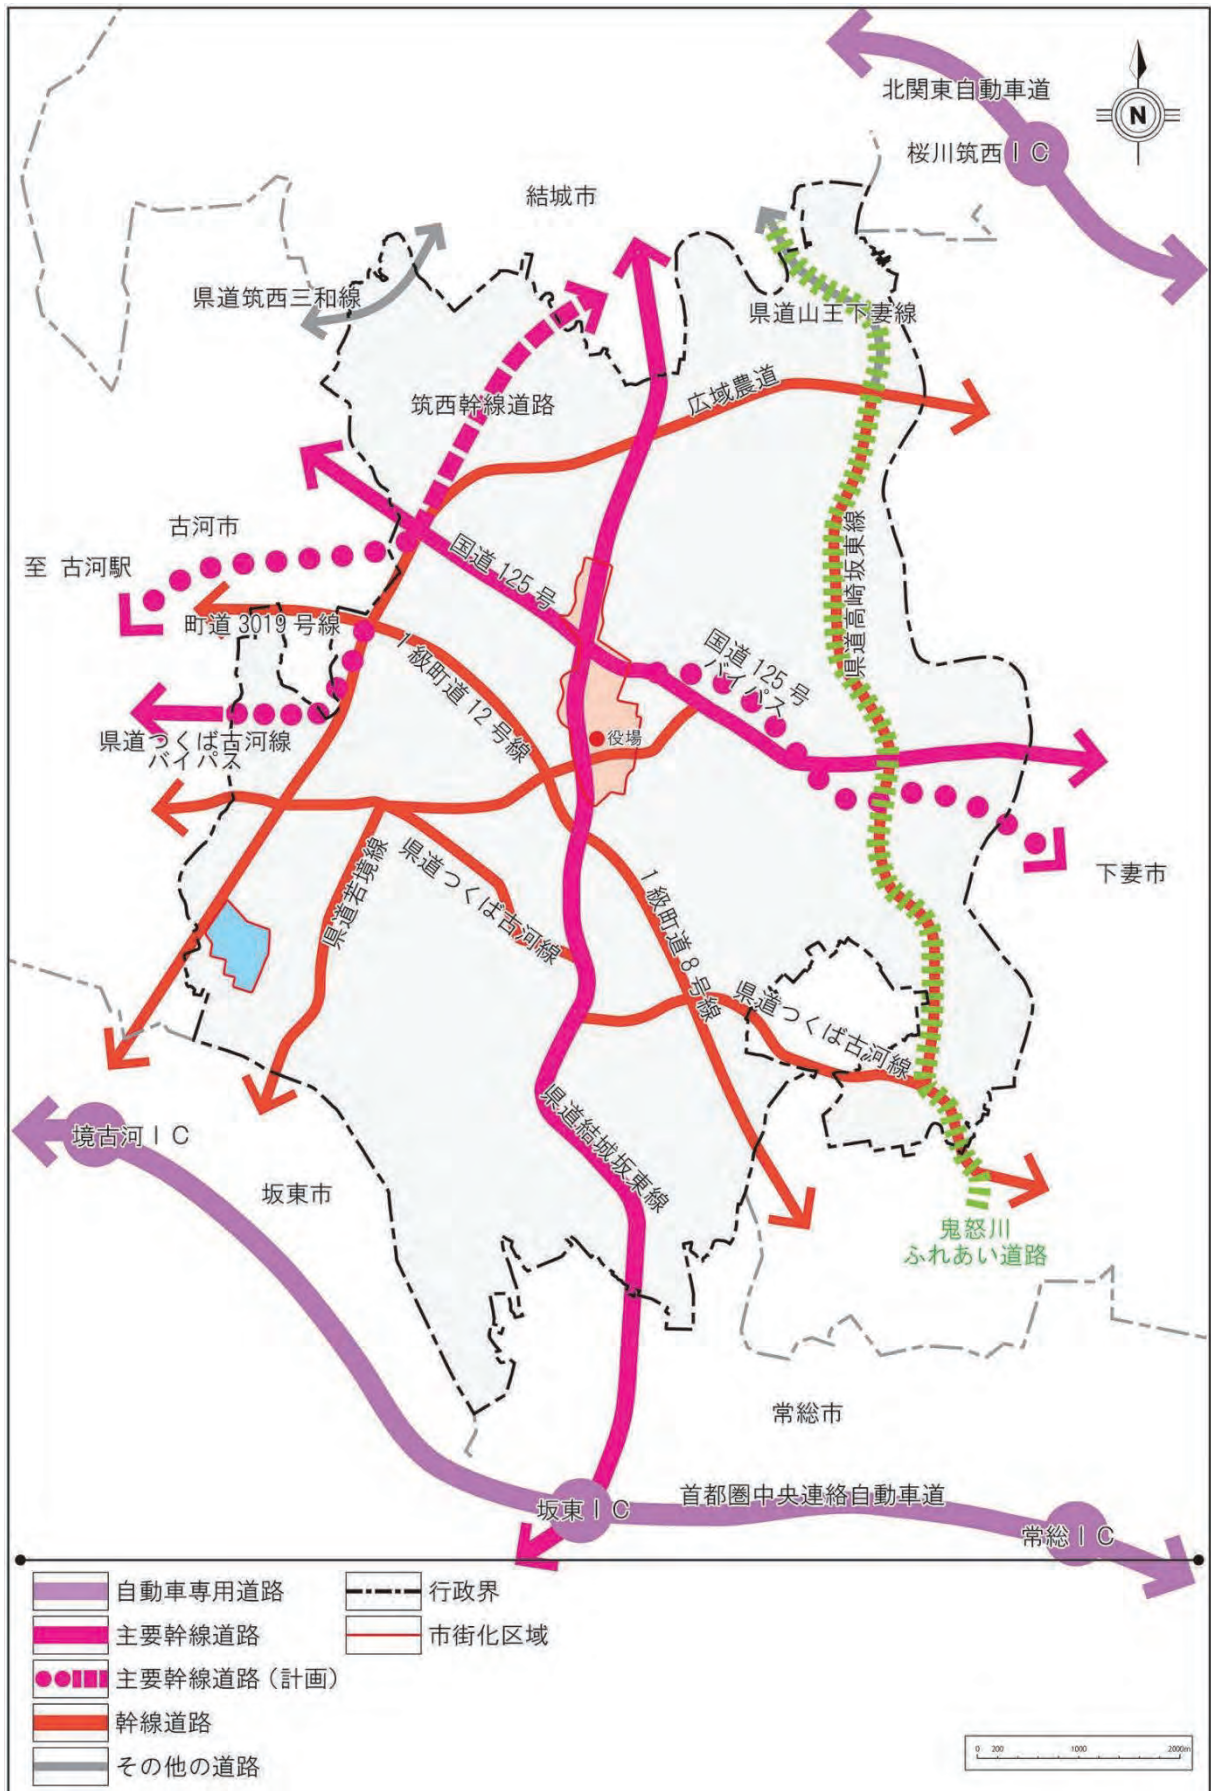 北関東自動車道
N
桜川筑西ＩＣ
結城市
県道筑西三和線
県道山王下妻線
広域農道
筑西幹線道路
古河市
至 古河駅
国道125号
県道高崎坂東線
町道3019号線
1級町道12号線
国道125号
バイパス
県道つくば古河線
バイパス
役場
下妻市
県道若境線
県道つくば古河線
1級町道8号線
県道つくば古河線
県道結城坂東線
境古河ＩＣ
坂東市
鬼怒川
ふれあい道路
常総市
坂東ＩＣ
首都圏中央連絡自動車道
常総ＩＣ
自動車専用道路
行政界
主要幹線道路
市街化区域
主要幹線道路（計画）
幹線道路
その他の道路
0 200 1000 2000m